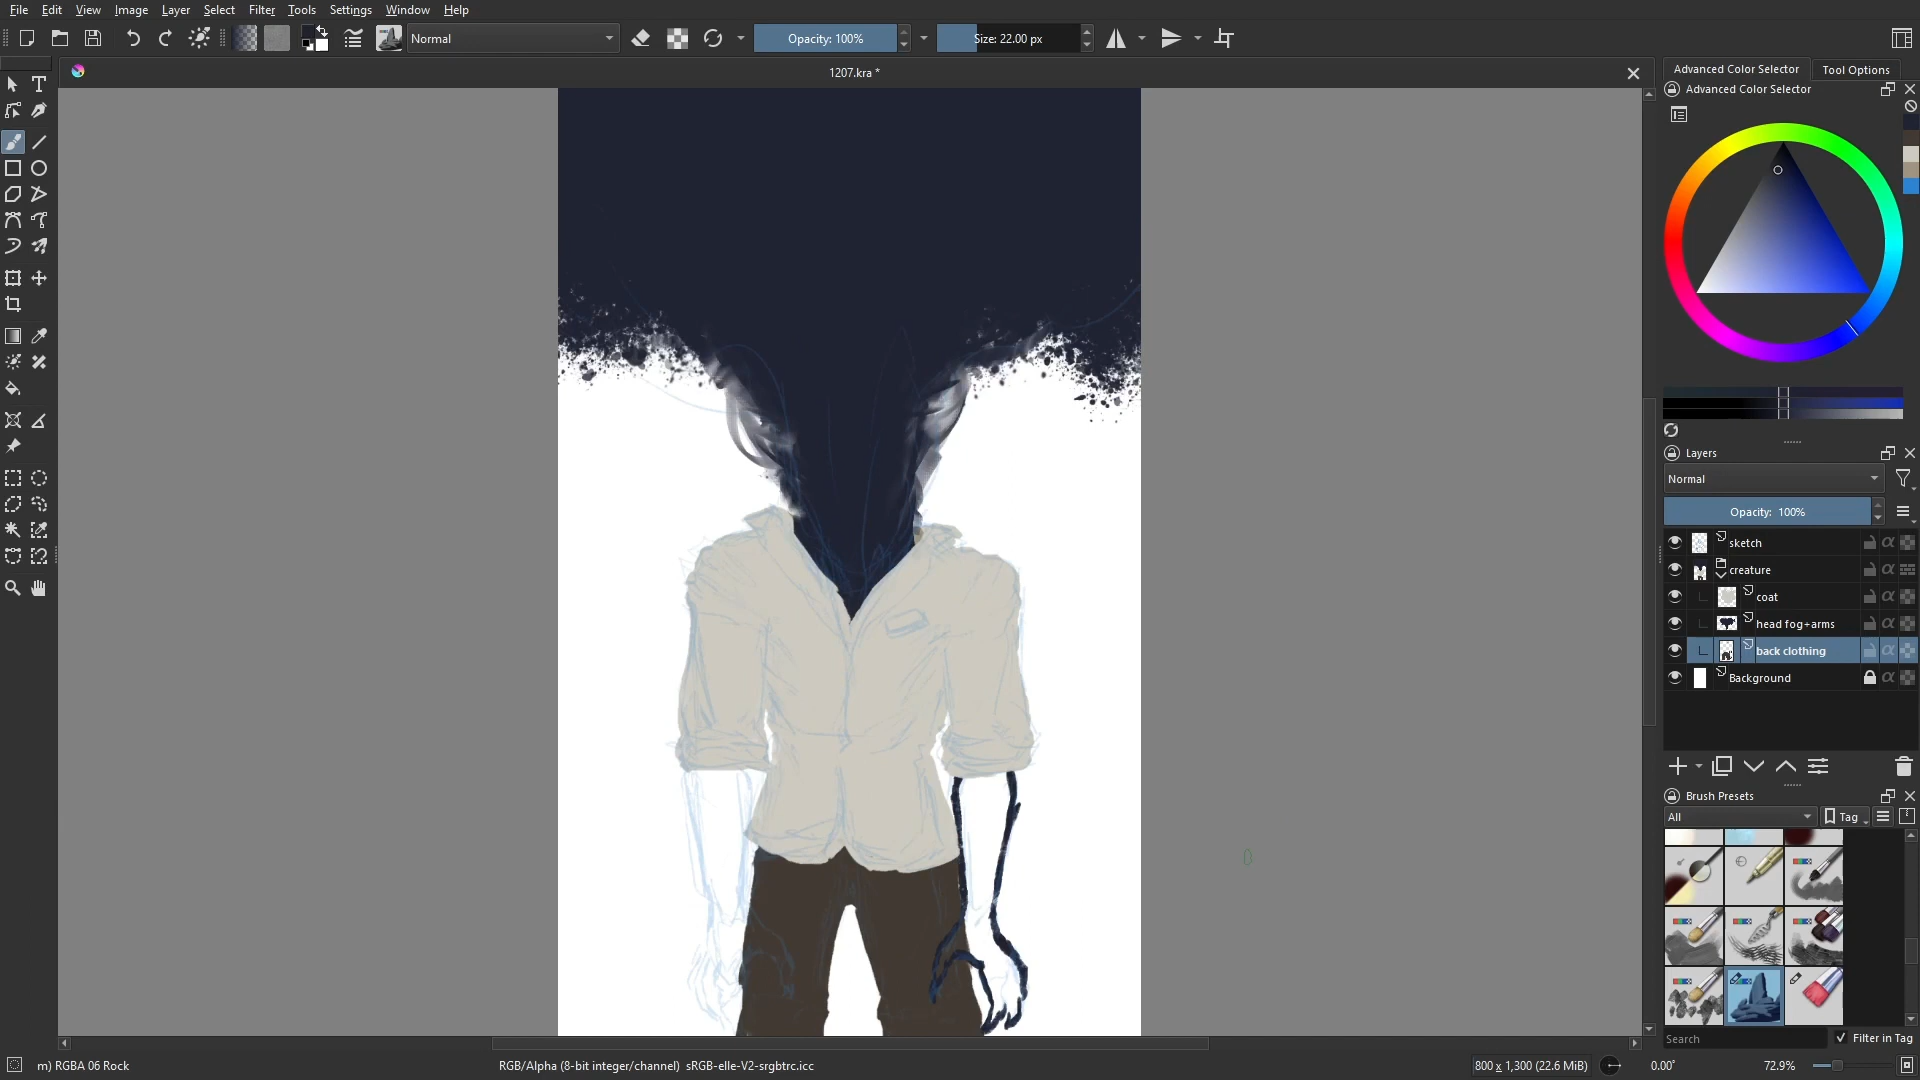 File Edit View Image Layer Select Filter Tools Settings Window Help
Normal
Opacity: 100%
Size: 22.00 px
1207.kra *
Advanced Color Selector
Tool Options
Advanced Color Selector
Layers
Normal
Opacity: 100%
sketch
creature
coat
head fog+arms
back clothing
Background
Brush Presets
All
Tag
Search
Filter in Tag
m) RGBA 06 Rock
RGB/Alpha (8-bit integer/channel) sRGB-elle-V2-srgbtrc.icc
800 x 1,300 (22.6 MiB)
0.00°
72.9%